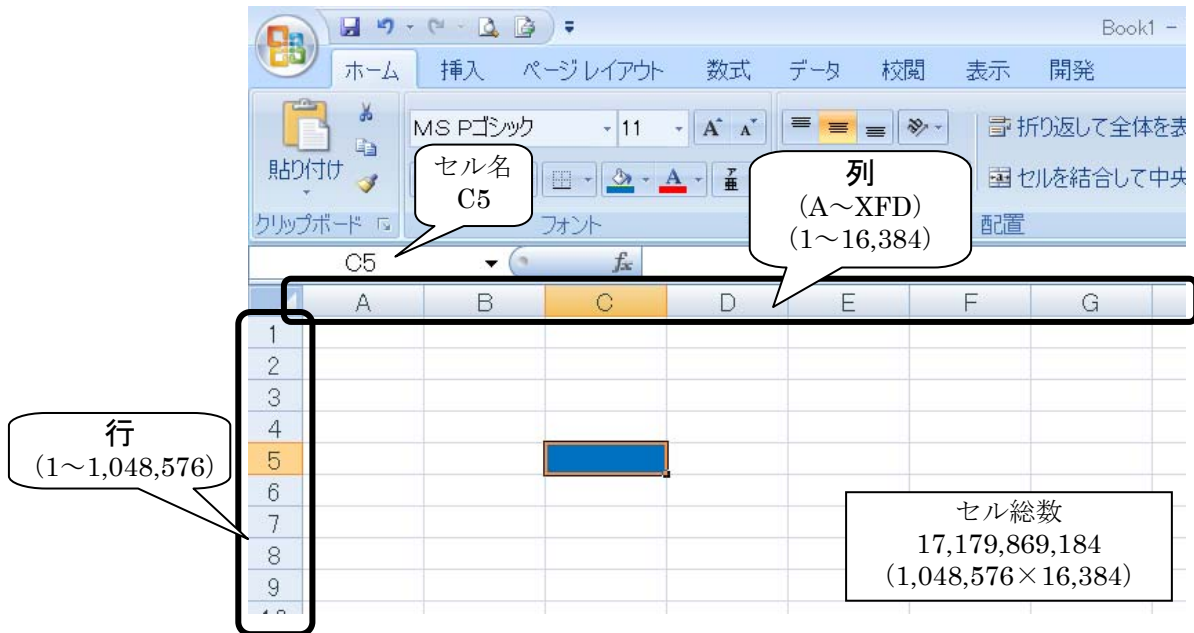 Book1 -
ホーム 挿入 ページ レイアウト 数式 データ 校閲 表示 開発
MS Pゴシック 11 A A 折り返して全体を表
貼り付け A ア亜 セルを結合して中央
セル名
C5
列
(A～XFD)
(1～16,384)
クリップボード フォント 配置
C5 fx
A B C D E F G
1
2
3
4
5
6
7
8
9
行
(1～1,048,576)
セル総数
17,179,869,184
(1,048,576×16,384)